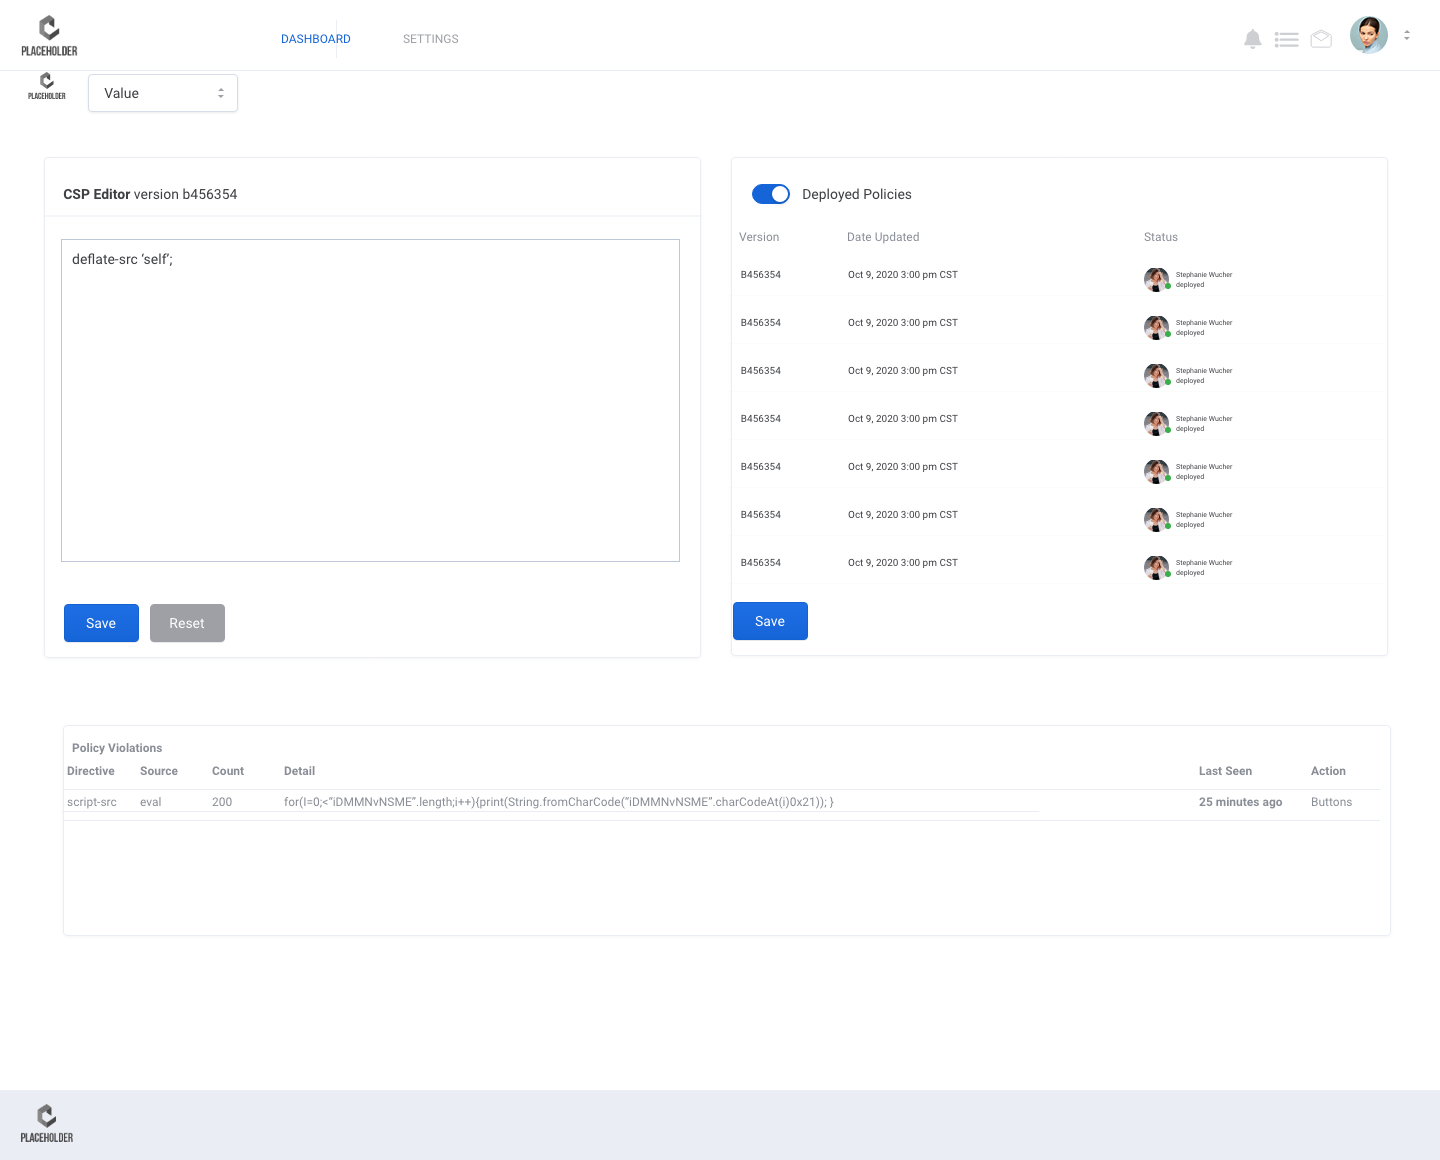 PLACEHOLDER
DASHBOARD
SETTINGS
PLACEHOLDER
Value
CSP Editor version b456354
deflate-src ‘self’;
Save
Reset
Deployed Policies
Version Date Updated Status
B456354 Oct 9, 2020 3:00 pm CST Stephanie Wucher
deployed
B456354 Oct 9, 2020 3:00 pm CST Stephanie Wucher
deployed
B456354 Oct 9, 2020 3:00 pm CST Stephanie Wucher
deployed
B456354 Oct 9, 2020 3:00 pm CST Stephanie Wucher
deployed
B456354 Oct 9, 2020 3:00 pm CST Stephanie Wucher
deployed
B456354 Oct 9, 2020 3:00 pm CST Stephanie Wucher
deployed
B456354 Oct 9, 2020 3:00 pm CST Stephanie Wucher
deployed
Save
Policy Violations
Directive Source Count Detail Last Seen Action
script-src eval 200 for(I=0;<“iDMMNvNSME”.length;i++){print(String.fromCharCode(“iDMMNvNSME”.charCodeAt(i)0x21)); } 25 minutes ago Buttons
PLACEHOLDER